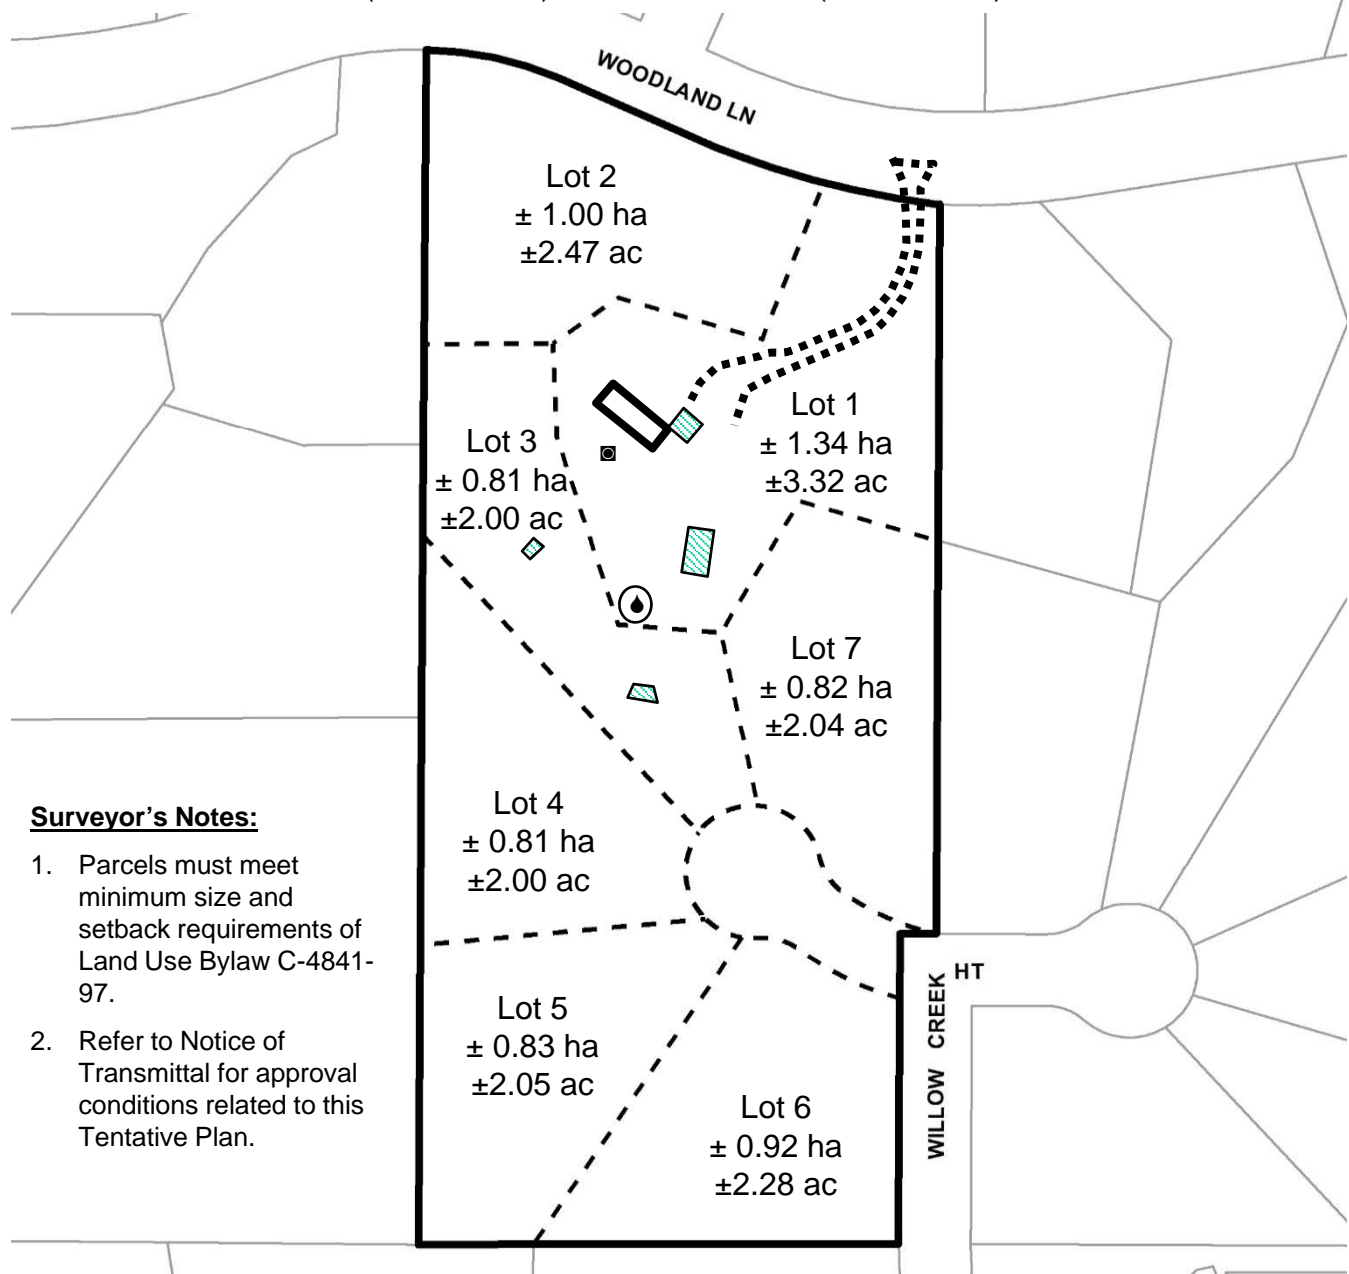 WOODLAND LN
Lot 2
± 1.00 ha
±2.47 ac
Lot 1
± 1.34 ha
±3.32 ac
Lot 3
± 0.81 ha
±2.00 ac
Lot 7
± 0.82 ha
±2.04 ac
Lot 4
± 0.81 ha
±2.00 ac
Surveyor's Notes:
1. Parcels must meet
minimum size and
setback requirements of
Land Use Bylaw C-4841-
97.
2. Refer to Notice of
Transmittal for approval
conditions related to this
Tentative Plan.
Lot 5
± 0.83 ha
±2.05 ac
Lot 6
± 0.92 ha
±2.28 ac
WILLOW CREEK HT